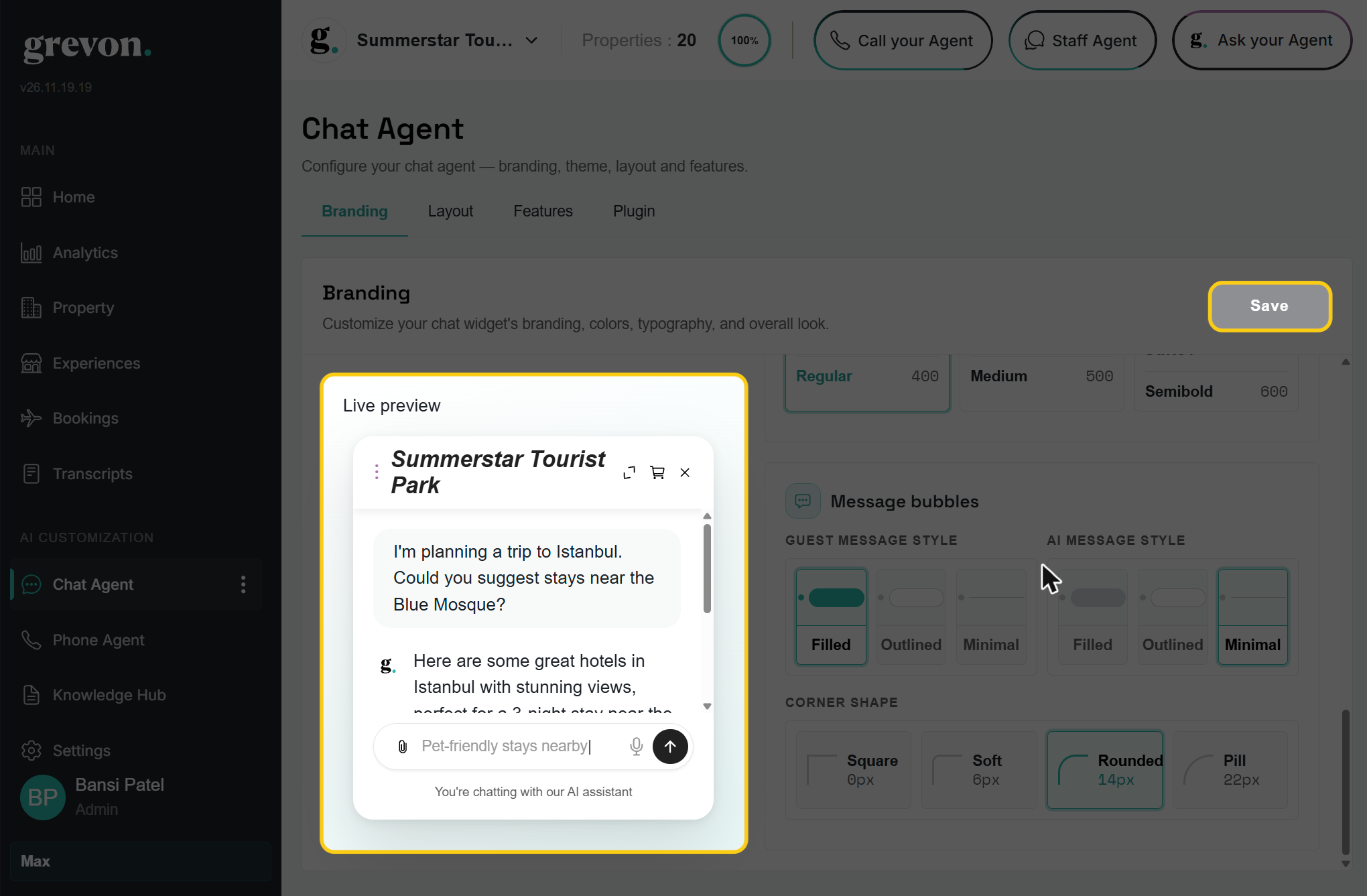 grevon.
v26.11.19.19
MAIN
Home
Analytics
Property
Experiences
Bookings
Transcripts
AI CUSTOMIZATION
Chat Agent
Phone Agent
Knowledge Hub
Settings
BP
Bansi Patel
Admin
Max
g.
Summerstar Tou...
Properties : 20
100%
Call your Agent
Staff Agent
g. Ask your Agent
Chat Agent
Configure your chat agent — branding, theme, layout and features.
Branding
Layout
Features
Plugin
Branding
Customize your chat widget's branding, colors, typography, and overall look.
Save
Live preview
Summerstar Tourist
Park
I'm planning a trip to Istanbul.
Could you suggest stays near the
Blue Mosque?
g.
Here are some great hotels in
Istanbul with stunning views,
perfect for a 3-night stay near the
Pet-friendly stays nearby
You're chatting with our AI assistant
Regular 400
Medium 500
Semibold 600
Message bubbles
GUEST MESSAGE STYLE
Filled
Outlined
Minimal
AI MESSAGE STYLE
Filled
Outlined
Minimal
CORNER SHAPE
Square
0px
Soft
6px
Rounded
14px
Pill
22px